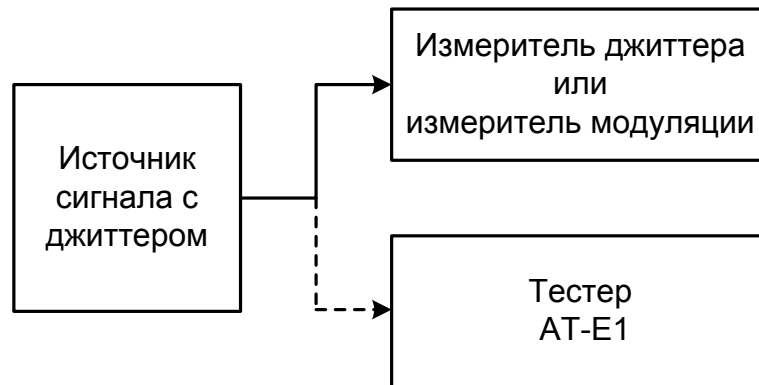 Источник
сигнала с
джиттером
Измеритель джиттера
или
измеритель модуляции
Тестер
AT-E1